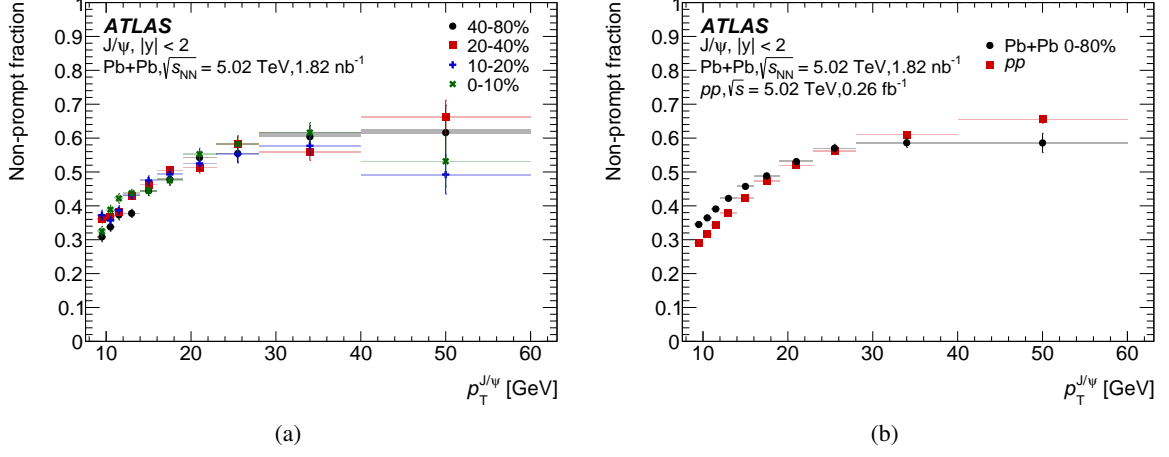 Non-prompt fraction
1
0.9
0.8
0.7
0.6
0.5
0.4
0.3
0.2
0.1
0
ATLAS
J/ψ, |y| < 2
Pb+Pb,√s_NN = 5.02 TeV,1.82 nb⁻¹
40-80%
20-40%
10-20%
0-10%
10 20 30 40 50 60
p_T^J/ψ [GeV]
(a)
Non-prompt fraction
1
0.9
0.8
0.7
0.6
0.5
0.4
0.3
0.2
0.1
0
ATLAS
J/ψ, |y| < 2
Pb+Pb,√s_NN = 5.02 TeV,1.82 nb⁻¹
pp,√s = 5.02 TeV,0.26 fb⁻¹
Pb+Pb 0-80%
pp
10 20 30 40 50 60
p_T^J/ψ [GeV]
(b)